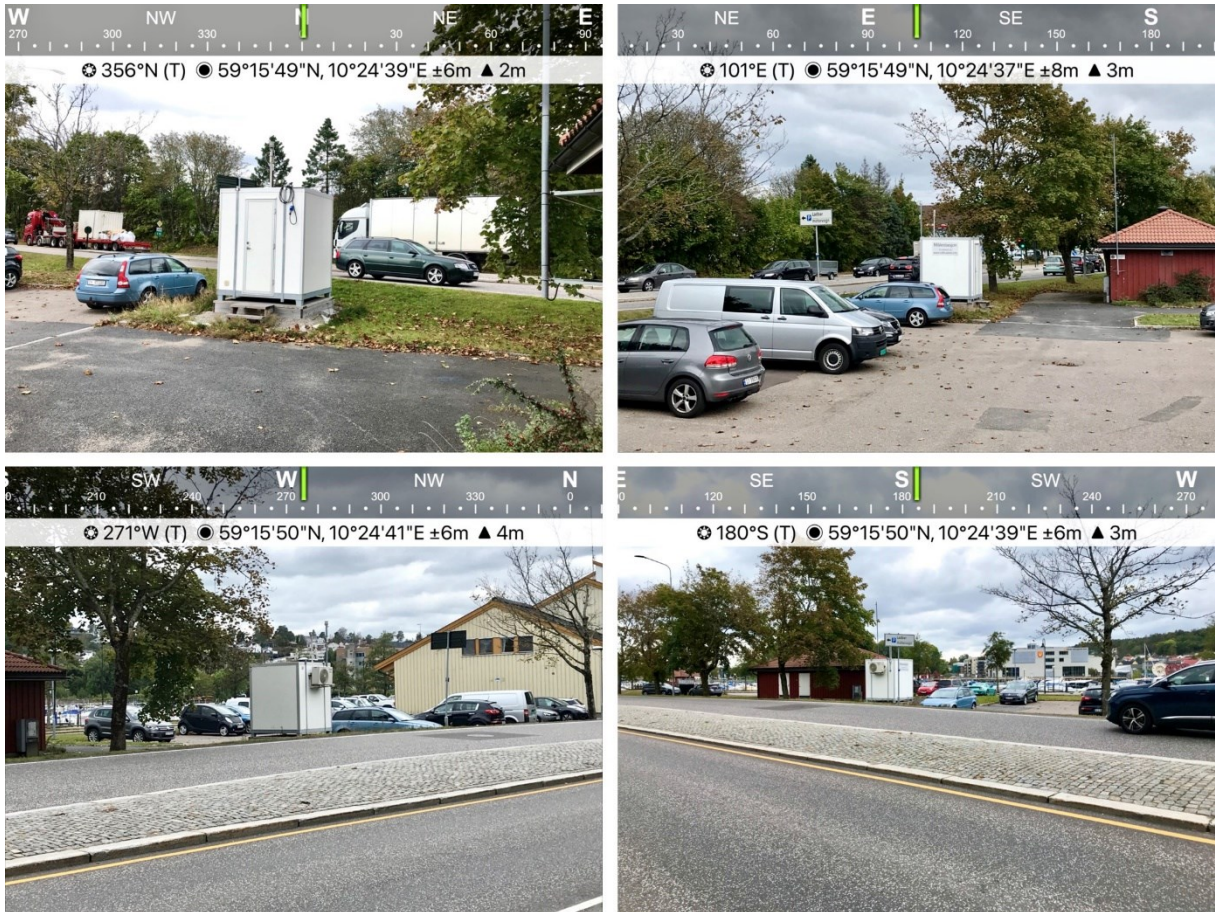 W NW N NE E
270 300 330 30 60 90
356°N (T) 59°15'49"N, 10°24'39"E ±6m ▲ 2m
NE E SE S
30 60 120 150
101°E (T) 59°15'49"N, 10°24'37"E ±8m ▲ 3m
S SW W NW N
0 210 240 270 300 330 0
271°W (T) 59°15'50"N, 10°24'41"E ±6m ▲ 4m
E SE S SW W
0 120 150 180 210 240 270
180°S (T) 59°15'50"N, 10°24'39"E ±6m ▲ 3m